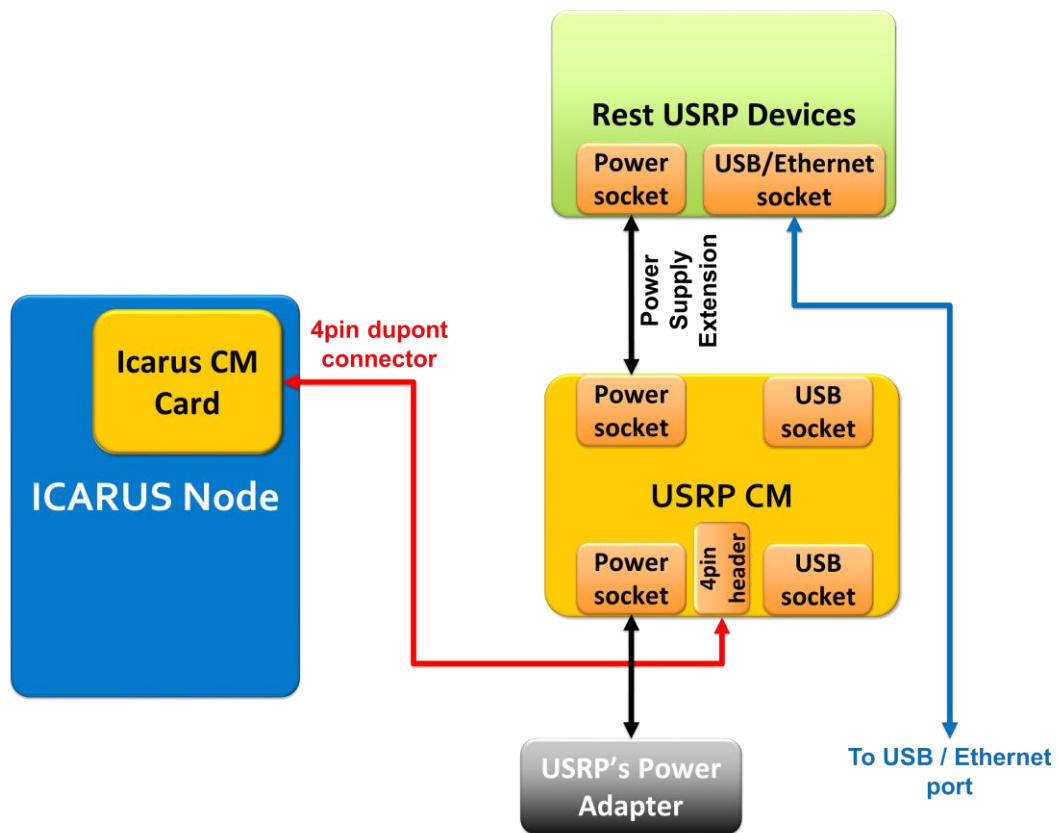 Rest USRP Devices
Power
socket
USB/Ethernet
socket
Power
Supply
Extension
4pin dupont
connector
Icarus CM
Card
ICARUS Node
Power
socket
USB
socket
USRP CM
Power
socket
4pin
header
USB
socket
USRP's Power
Adapter
To USB / Ethernet
port